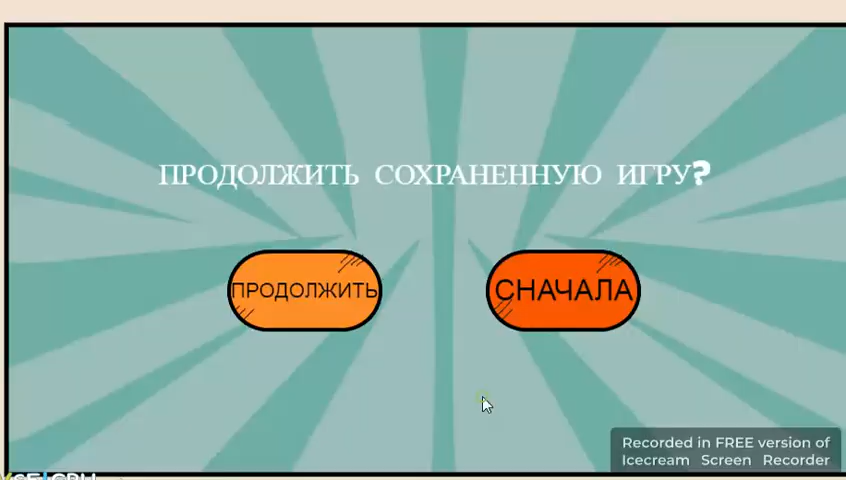 ПРОДОЛЖИТЬ СОХРАНЕННУЮ ИГРУ?
ПРОДОЛЖИТЬ
СНАЧАЛА
Recorded in FREE version of
Icecream Screen Recorder